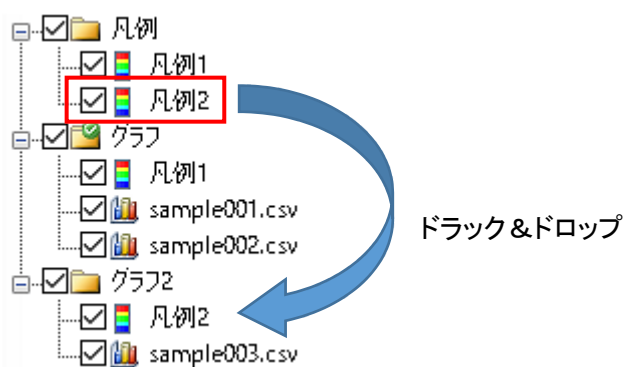 凡例
凡例1
凡例2
グラフ
凡例1
sample001.csv
sample002.csv
グラフ2
凡例2
sample003.csv
ドラック＆ドロップ